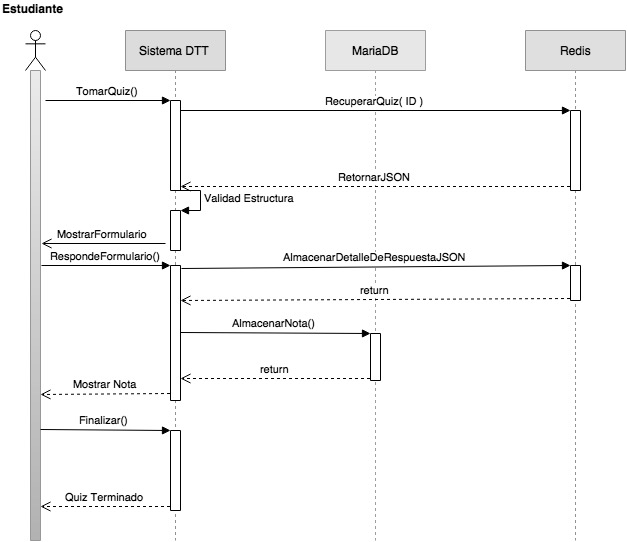 Estudiante
Sistema DTT
MariaDB
Redis
TomarQuiz()
RecuperarQuiz( ID )
RetornarJSON
Validad Estructura
MostrarFormulario
RespondeFormulario()
AlmacenarDetalleDeRespuestaJSON
return
AlmacenarNota()
return
Mostrar Nota
Finalizar()
Quiz Terminado